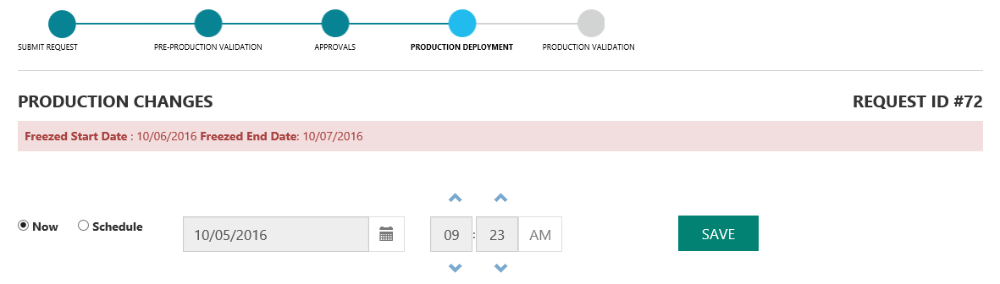 SUBMIT REQUEST PRE-PRODUCTION VALIDATION APPROVALS PRODUCTION DEPLOYMENT PRODUCTION VALIDATION
PRODUCTION CHANGES REQUEST ID #72
Freezed Start Date : 10/06/2016 Freezed End Date: 10/07/2016
Now Schedule 10/05/2016 09 : 23 AM SAVE